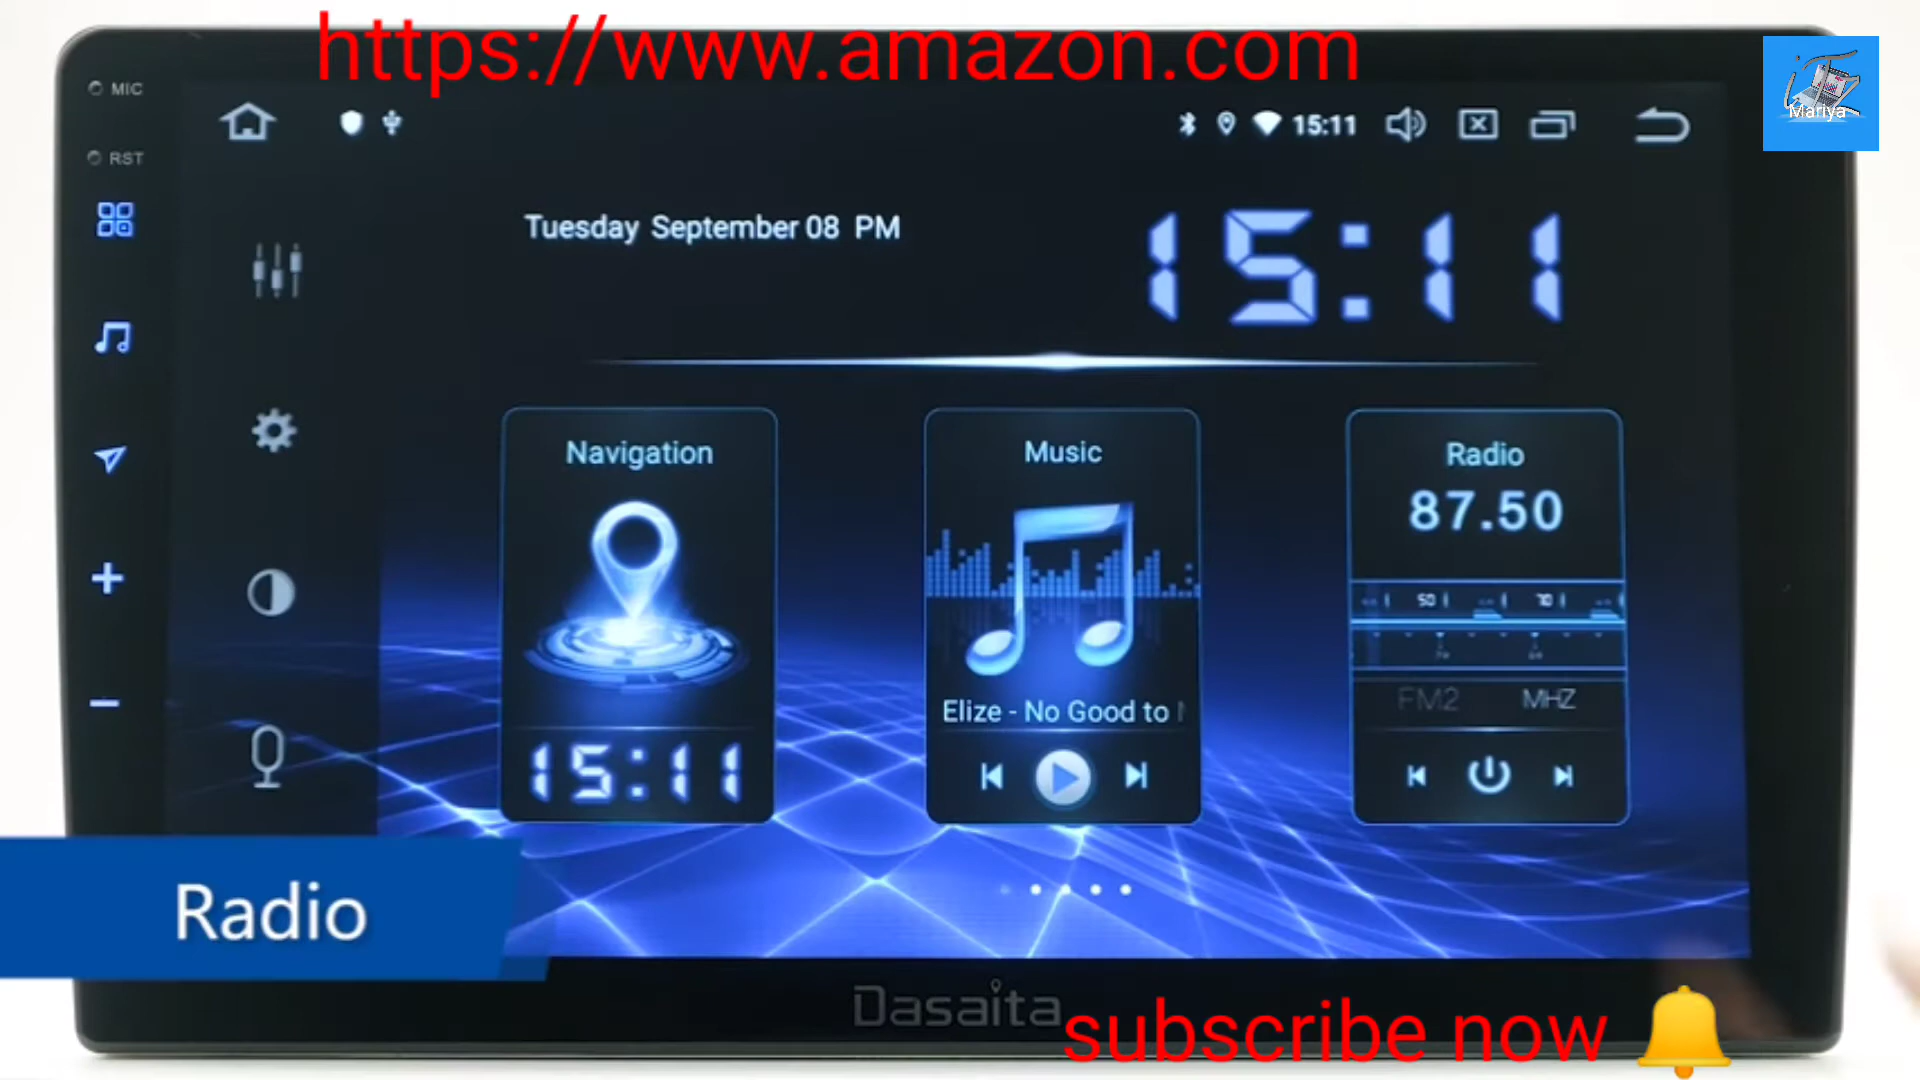 https://www.amazon.com
MIC
Mariya
15:11
RST
Tuesday September 08 PM
15:11
Navigation
Music
Radio
87.50
50
70
Elize - No Good to
FM2 MHZ
15:11
Radio
Dasaita
subscribe now